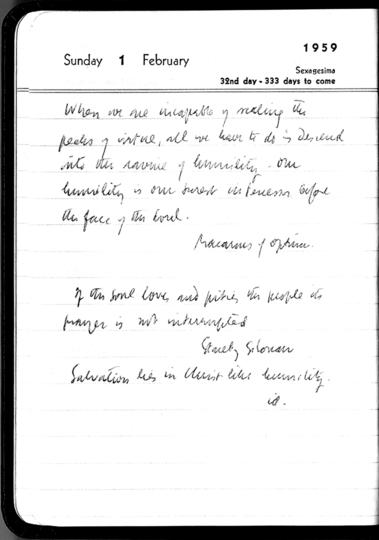 1959
Sunday 1 February
Sexagesima
32nd day - 333 days to come
When we are incapable of scaling the
peaks of virtue, all we have to do is descend
into the ravine of humility. Our
humility is our surest intercessor before
the face of the Lord.
Macarius of Optino.
If the soul loves and pities the people its
prayer is not interrupted
Staretz Silouan
Salvation lies in Christ like humility.
id.